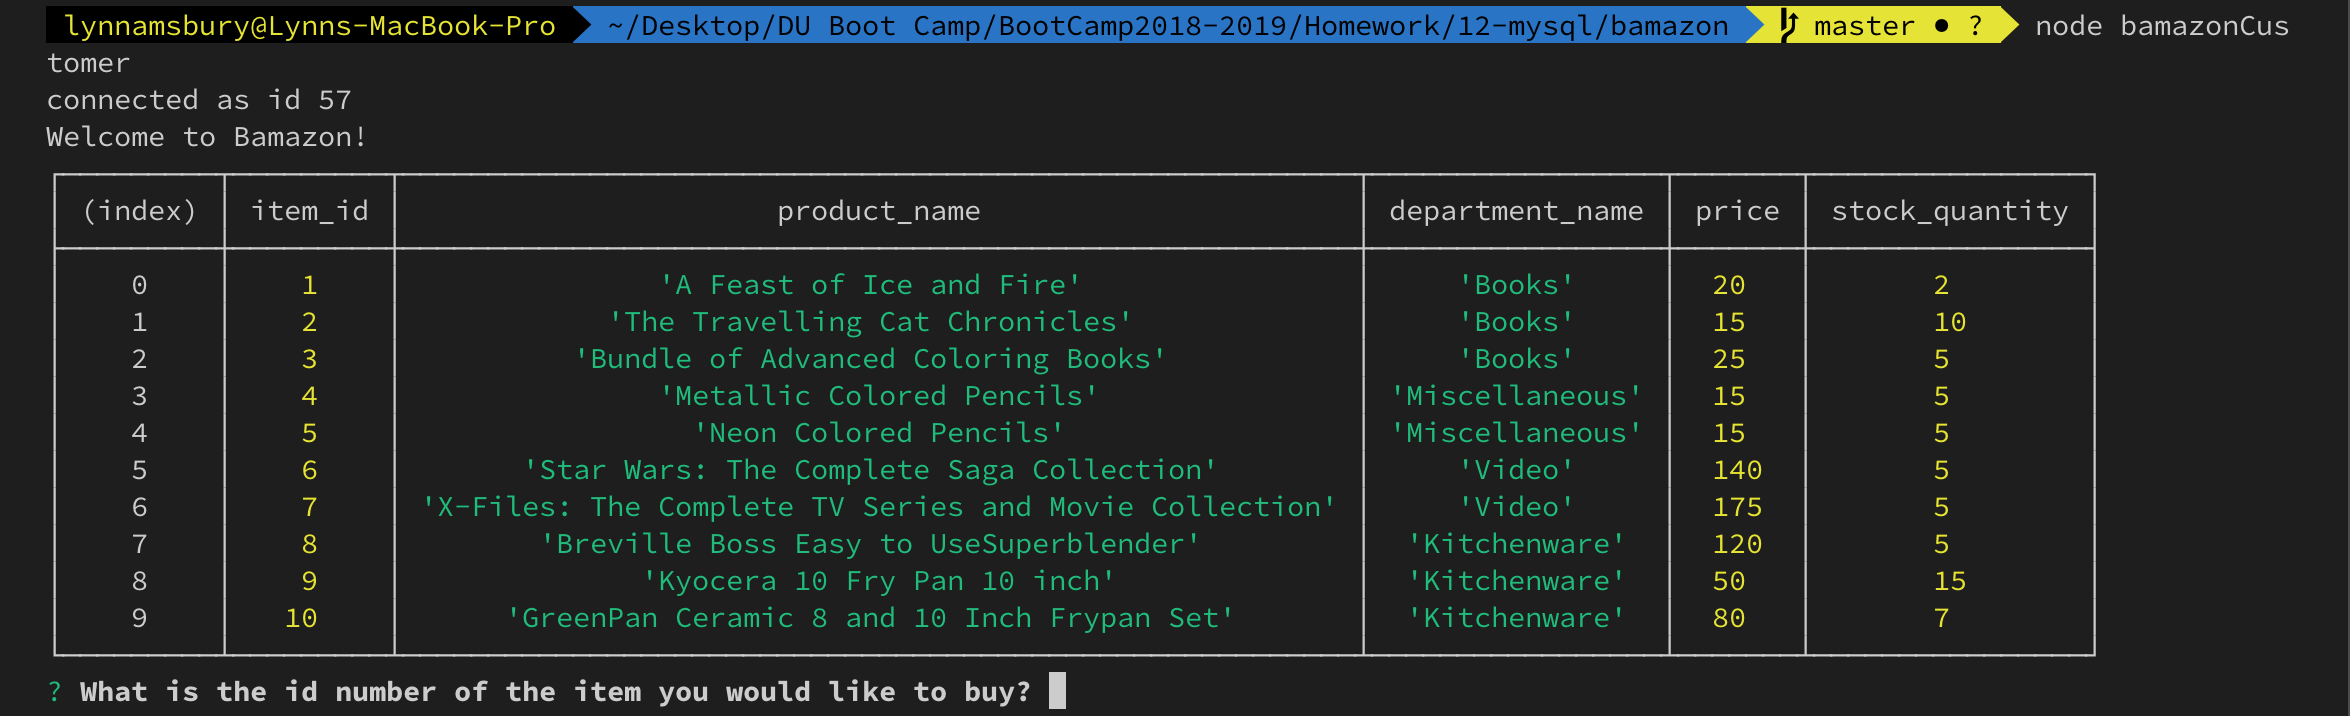 lynnamsbury@Lynns-MacBook-Pro ~/Desktop/DU Boot Camp/BootCamp2018-2019/Homework/12-mysql/bamazon master ● ? node bamazonCus
tomer
connected as id 57
Welcome to Bamazon!
(index) item_id product_name department_name price stock_quantity
0 1 'A Feast of Ice and Fire' 'Books' 20 2
1 2 'The Travelling Cat Chronicles' 'Books' 15 10
2 3 'Bundle of Advanced Coloring Books' 'Books' 25 5
3 4 'Metallic Colored Pencils' 'Miscellaneous' 15 5
4 5 'Neon Colored Pencils' 'Miscellaneous' 15 5
5 6 'Star Wars: The Complete Saga Collection' 'Video' 140 5
6 7 'X-Files: The Complete TV Series and Movie Collection' 'Video' 175 5
7 8 'Breville Boss Easy to UseSuperblender' 'Kitchenware' 120 5
8 9 'Kyocera 10 Fry Pan 10 inch' 'Kitchenware' 50 15
9 10 'GreenPan Ceramic 8 and 10 Inch Frypan Set' 'Kitchenware' 80 7
? What is the id number of the item you would like to buy?